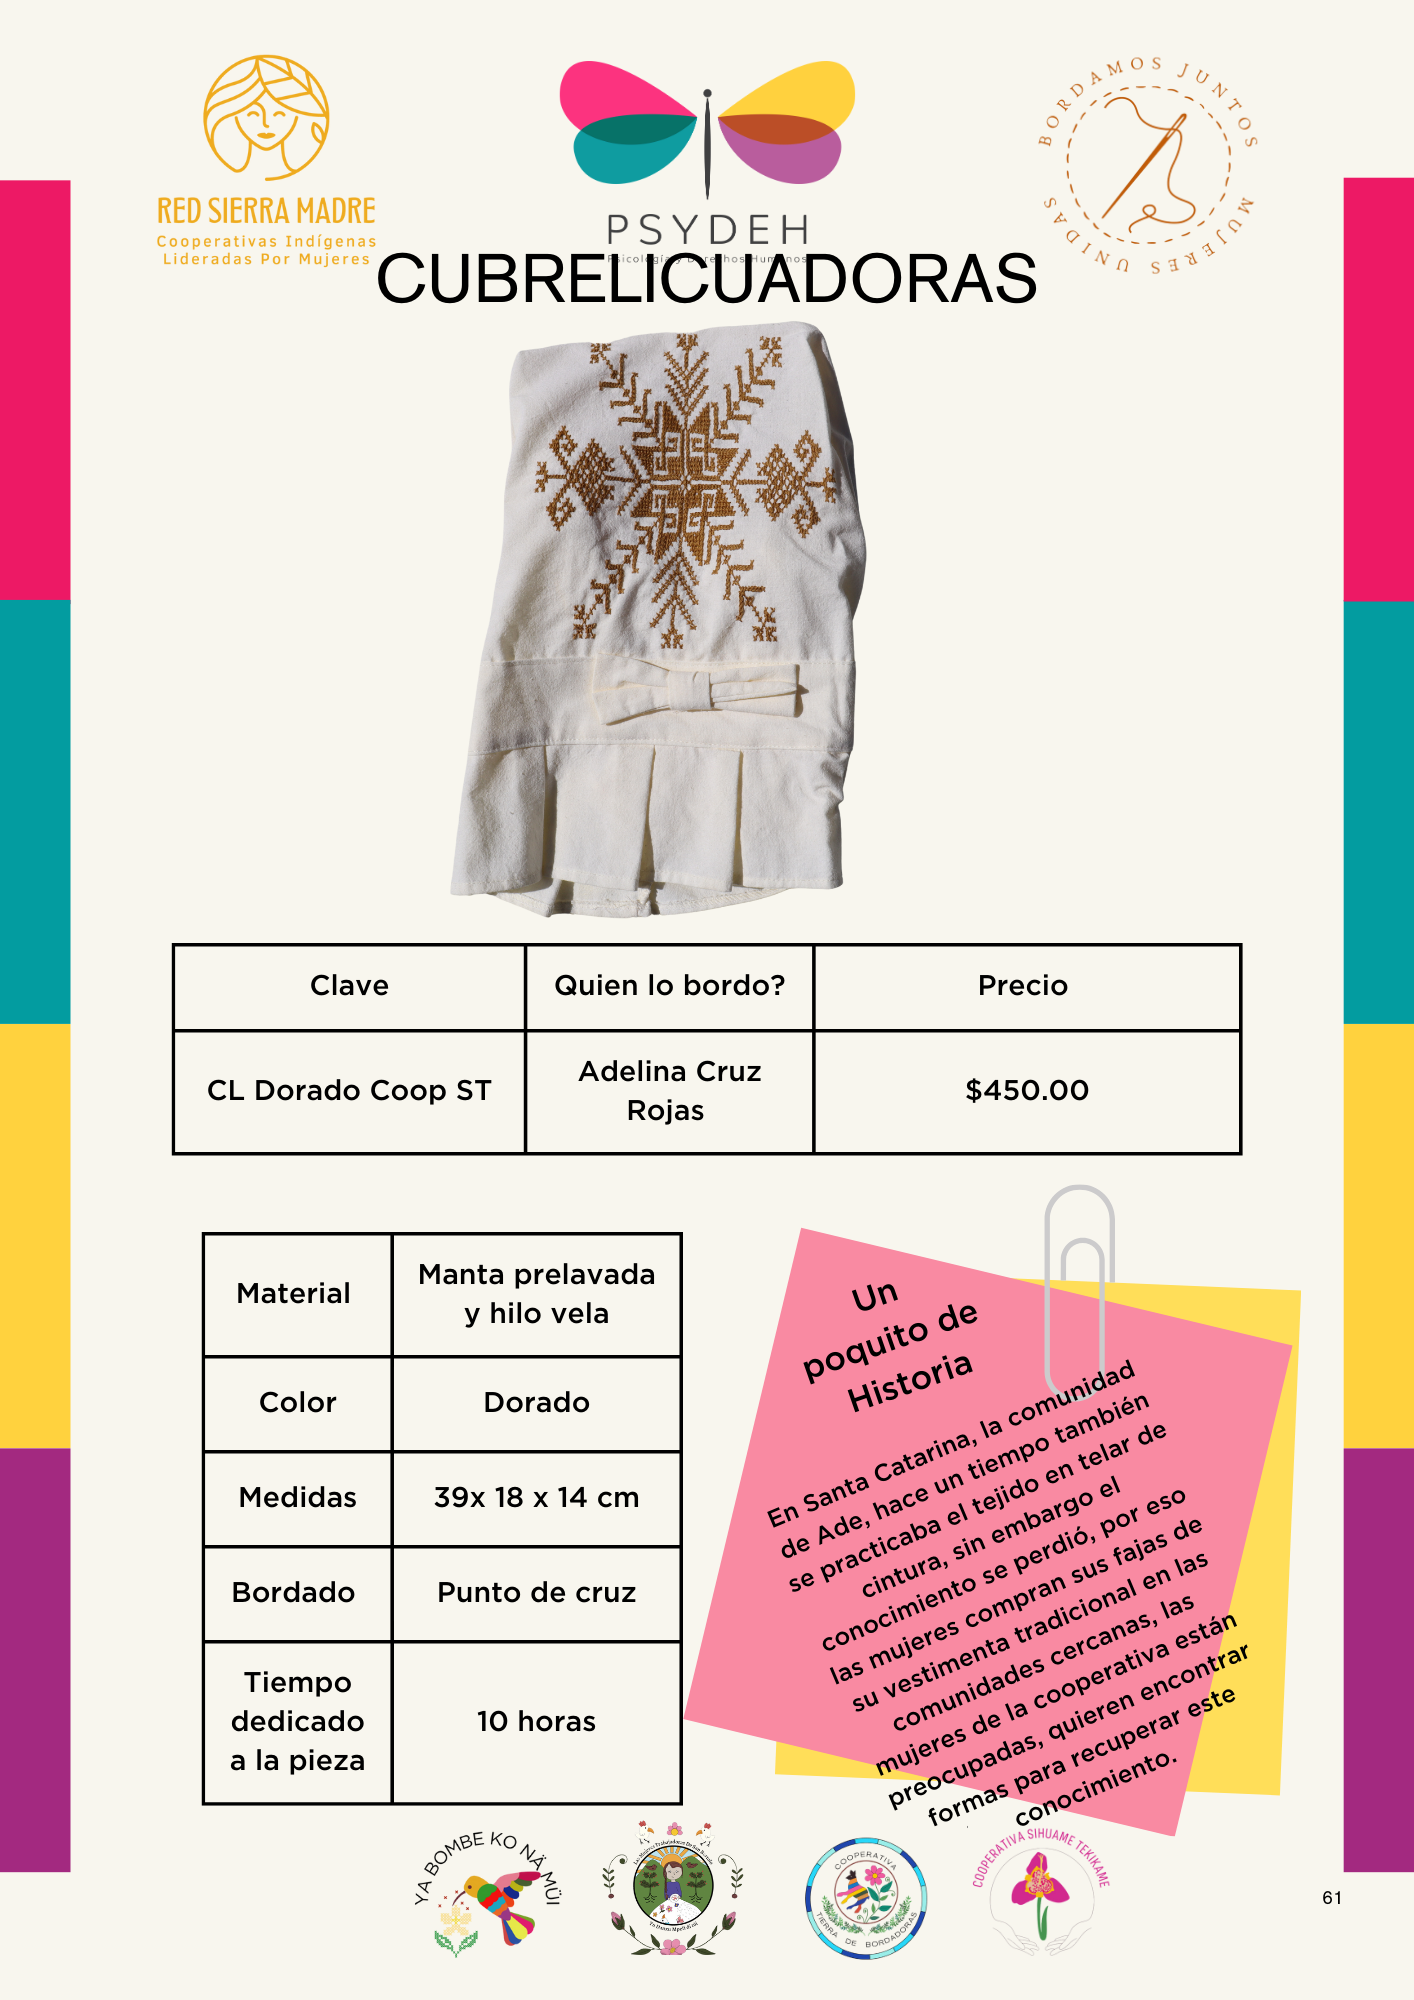 RED SIERRA MADRE
Cooperativas Indígenas
Lideradas Por Mujeres
PSYDEH
Psicología y Derechos Humanos
BORDAMOS JUNTOS
MUJERES UNIDAS
CUBRELICUADORAS
Clave
Quien lo bordo?
Precio
CL Dorado Coop ST
Adelina Cruz
Rojas
$450.00
Material
Manta prelavada
y hilo vela
Color
Dorado
Medidas
39x 18 x 14 cm
Bordado
Punto de cruz
Tiempo
dedicado
a la pieza
10 horas
Un
poquito de
Historia
En Santa Catarina, la comunidad
de Ade, hace un tiempo también
se practicaba el tejido en telar de
cintura, sin embargo el
conocimiento se perdió, por eso
las mujeres compran sus fajas de
su vestimenta tradicional en las
comunidades cercanas, las
mujeres de la cooperativa están
preocupadas, quieren encontrar
formas para recuperar este
conocimiento.
YA BOMBE KO NÄ MÜI
COOPERATIVA
TIERRA DE BORDADORAS
COOPERATIVA SIHUAME TEKIKAME
61